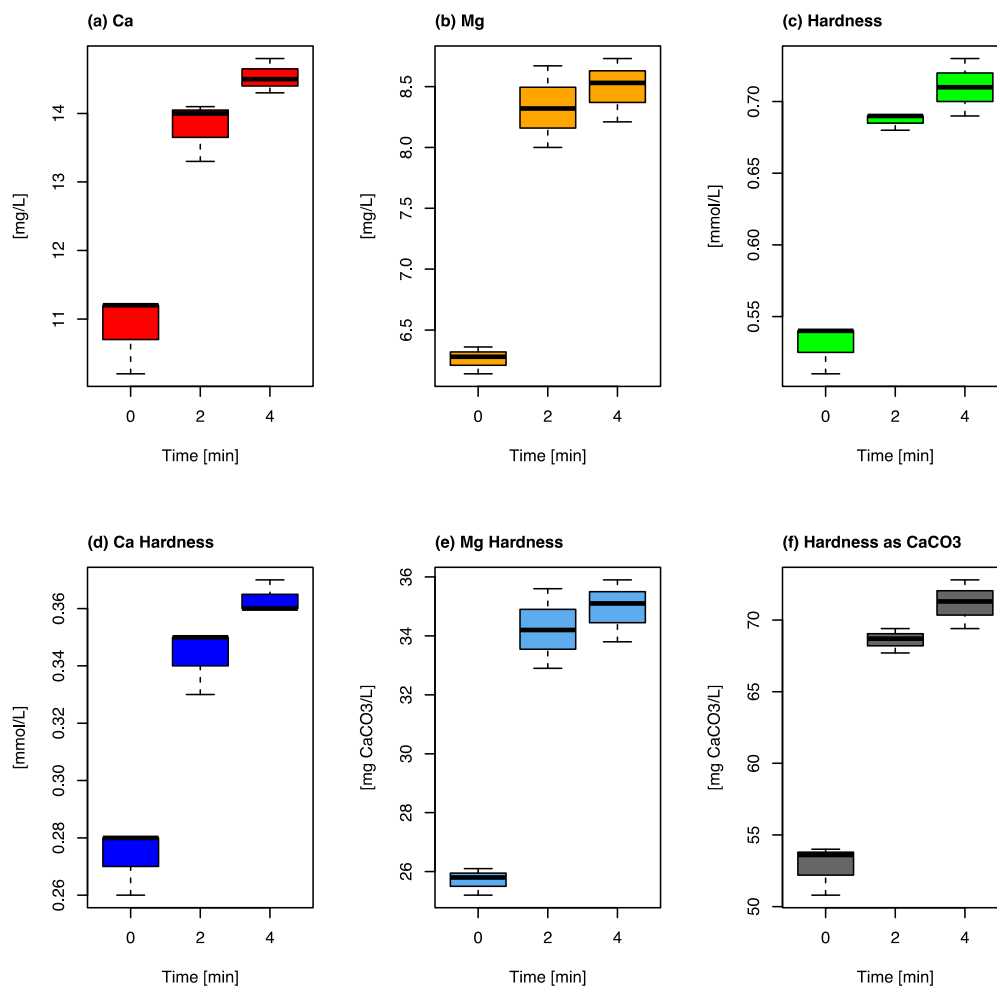 (a) Ca
(b) Mg
(c) Hardness
[mg/L]
11
12
13
14
0
2
4
Time [min]
[mg/L]
6.5
7.0
7.5
8.0
8.5
0
2
4
Time [min]
[mmol/L]
0.55
0.60
0.65
0.70
0
2
4
Time [min]
(d) Ca Hardness
(e) Mg Hardness
(f) Hardness as CaCO3
[mmol/L]
0.26
0.28
0.30
0.32
0.34
0.36
0
2
4
Time [min]
[mg CaCO3/L]
26
28
30
32
34
36
0
2
4
Time [min]
[mg CaCO3/L]
50
55
60
65
70
0
2
4
Time [min]